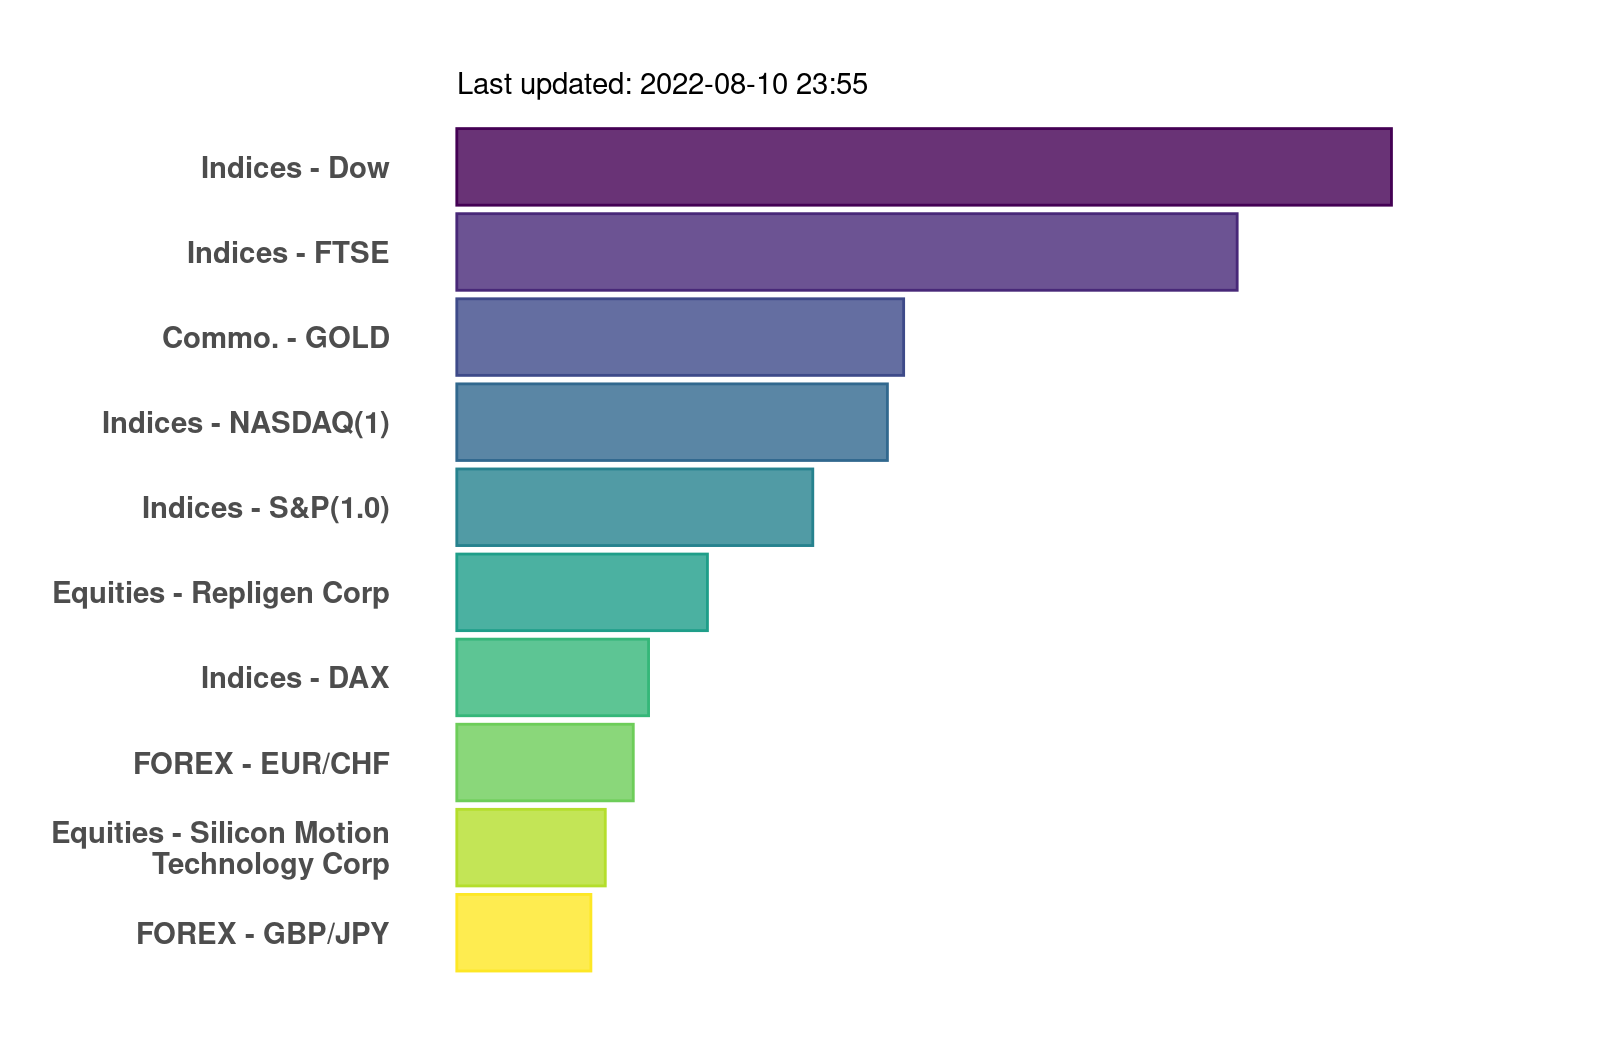 Last updated: 2022-08-10 23:55
Indices - Dow
Indices - FTSE
Commo. - GOLD
Indices - NASDAQ(1)
Indices - S&P(1.0)
Equities - Repligen Corp
Indices - DAX
FOREX - EUR/CHF
Equities - Silicon Motion
Technology Corp
FOREX - GBP/JPY